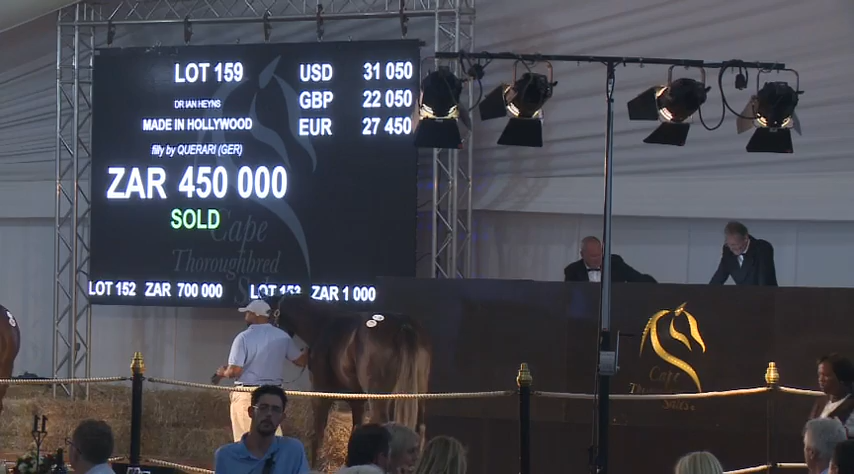 LOT 159
DR IAN HEYNS
MADE IN HOLLYWOOD
filly by QUERARI (GER)
USD 31 050
GBP 22 050
EUR 27 450
ZAR 450 000
SOLD
Cape
Thoroughbred
LOT 152 ZAR 700 000 LOT 153 ZAR 1 000
Cape